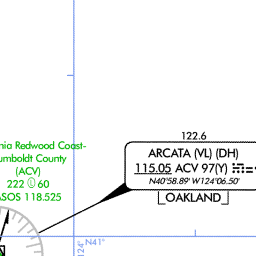 nia Redwood Coast-
umboldt County
(ACV)
222 60
ASOS 118.525
122.6
ARCATA (VL) (DH)
115.05 ACV 97(Y)
N40°58.89' W124°06.50'
OAKLAND
N41°
124°